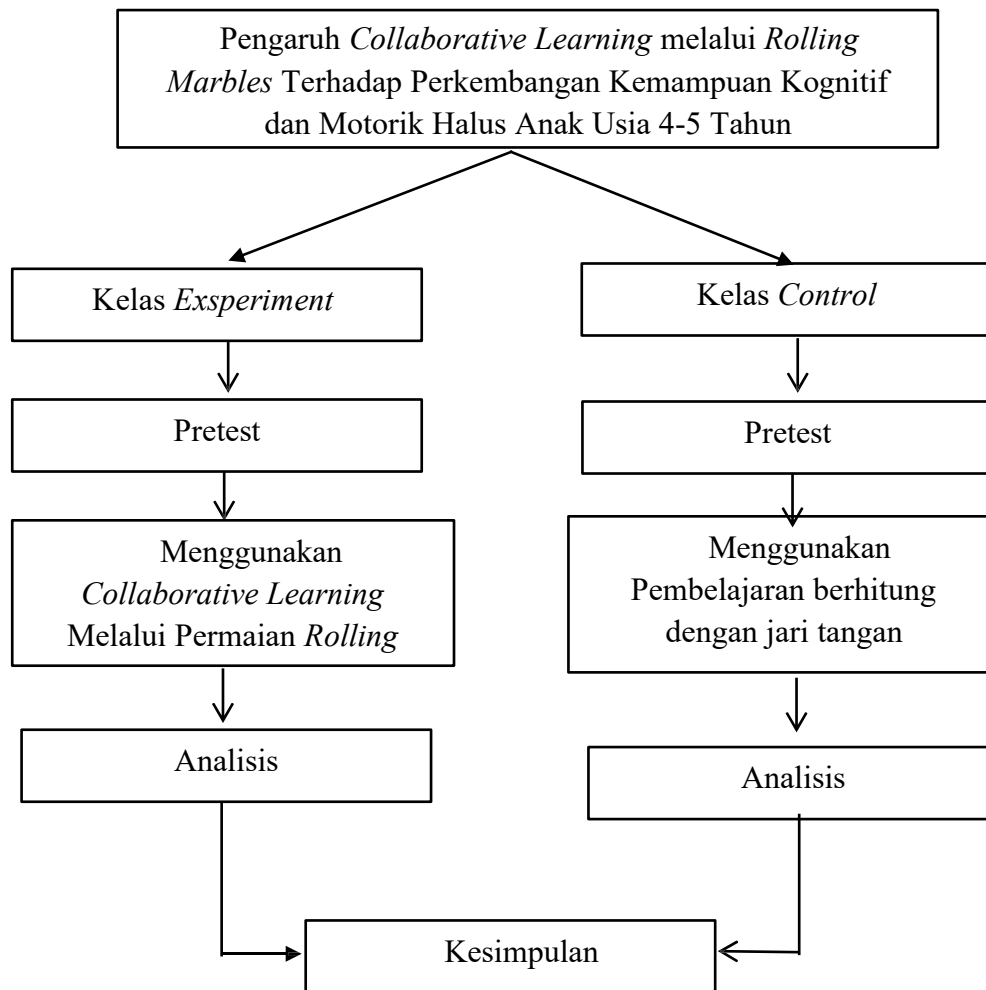 Pengaruh Collaborative Learning melalui Rolling
Marbles Terhadap Perkembangan Kemampuan Kognitif
dan Motorik Halus Anak Usia 4-5 Tahun
Kelas Exsperiment
Kelas Control
Pretest
Pretest
Menggunakan
Collaborative Learning
Melalui Permaian Rolling
Menggunakan
Pembelajaran berhitung
dengan jari tangan
Analisis
Analisis
Kesimpulan